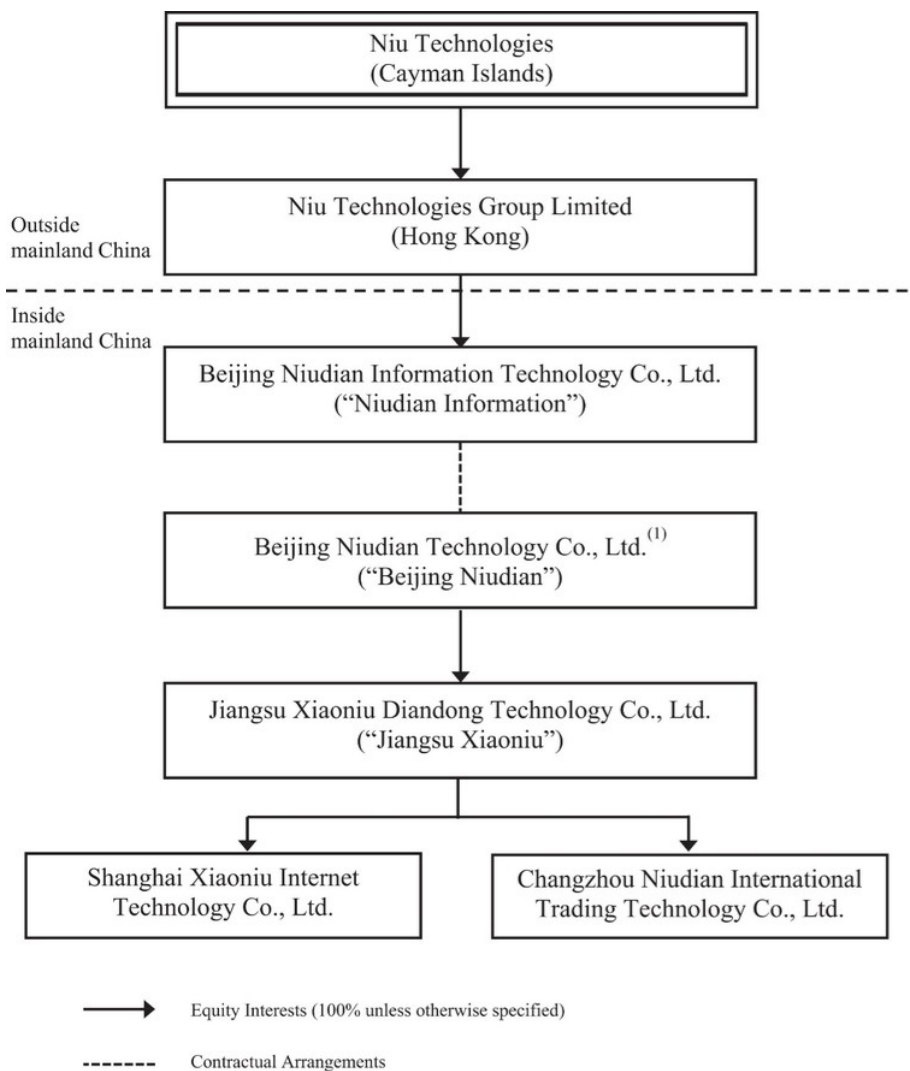 Niu Technologies
(Cayman Islands)
Niu Technologies Group Limited
(Hong Kong)
Outside
mainland China
Inside
mainland China
Beijing Niudian Information Technology Co., Ltd.
(“Niudian Information”)
Beijing Niudian Technology Co., Ltd.(1)
(“Beijing Niudian”)
Jiangsu Xiaoniu Diandong Technology Co., Ltd.
(“Jiangsu Xiaoniu”)
Shanghai Xiaoniu Internet
Technology Co., Ltd.
Changzhou Niudian International
Trading Technology Co., Ltd.
Equity Interests (100% unless otherwise specified)
Contractual Arrangements